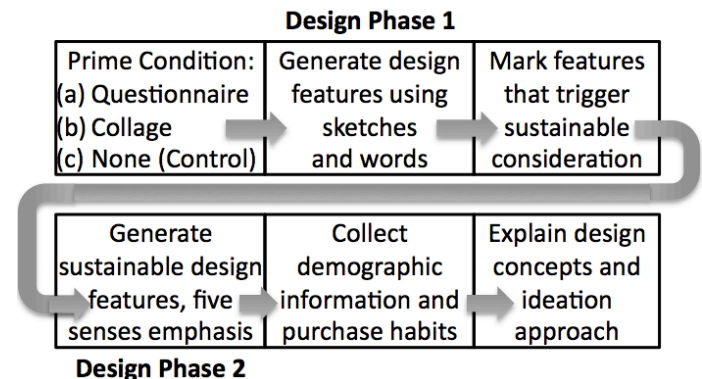 Design Phase 1
Prime Condition:
(a) Questionnaire
(b) Collage
(c) None (Control)
Generate design
features using
sketches
and words
Mark features
that trigger
sustainable
consideration
Generate
sustainable design
features, five
senses emphasis
Collect
demographic
information and
purchase habits
Explain design
concepts and
ideation
approach
Design Phase 2